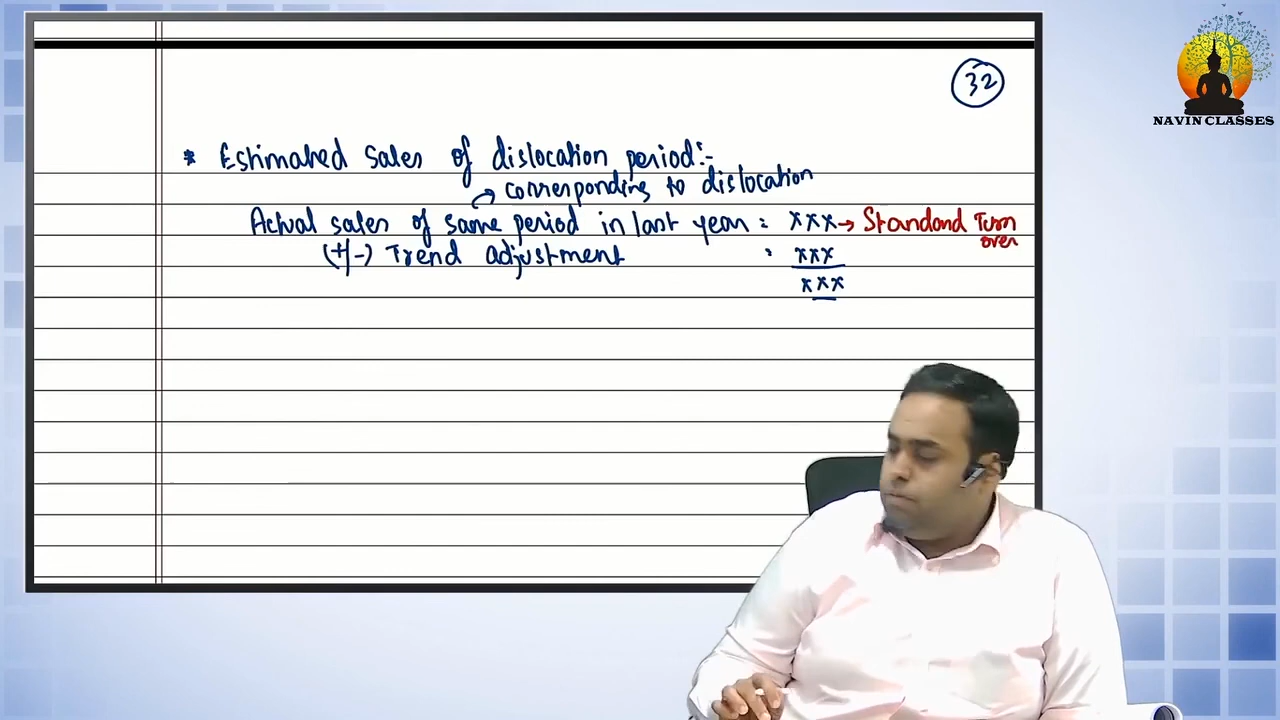 32
NAVIN CLASSES
* Estimated Sales of dislocation period:-
corresponding to dislocation
Actual sales of same period in last year = xxx → Standard Turn
over
(+/-) Trend adjustment = xxx
xxx